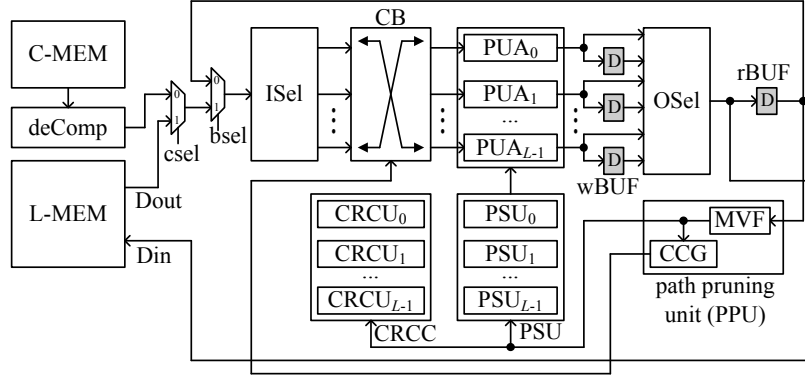 C-MEM
deComp
L-MEM
Dout
Din
0
1
csel
0
1
bsel
ISel
CB
PUA0
PUA1
...
PUAL-1
D
D
D
wBUF
OSel
rBUF
D
CRCU0
CRCU1
...
CRCUL-1
CRCC
PSU0
PSU1
...
PSUL-1
PSU
MVF
CCG
path pruning
unit (PPU)